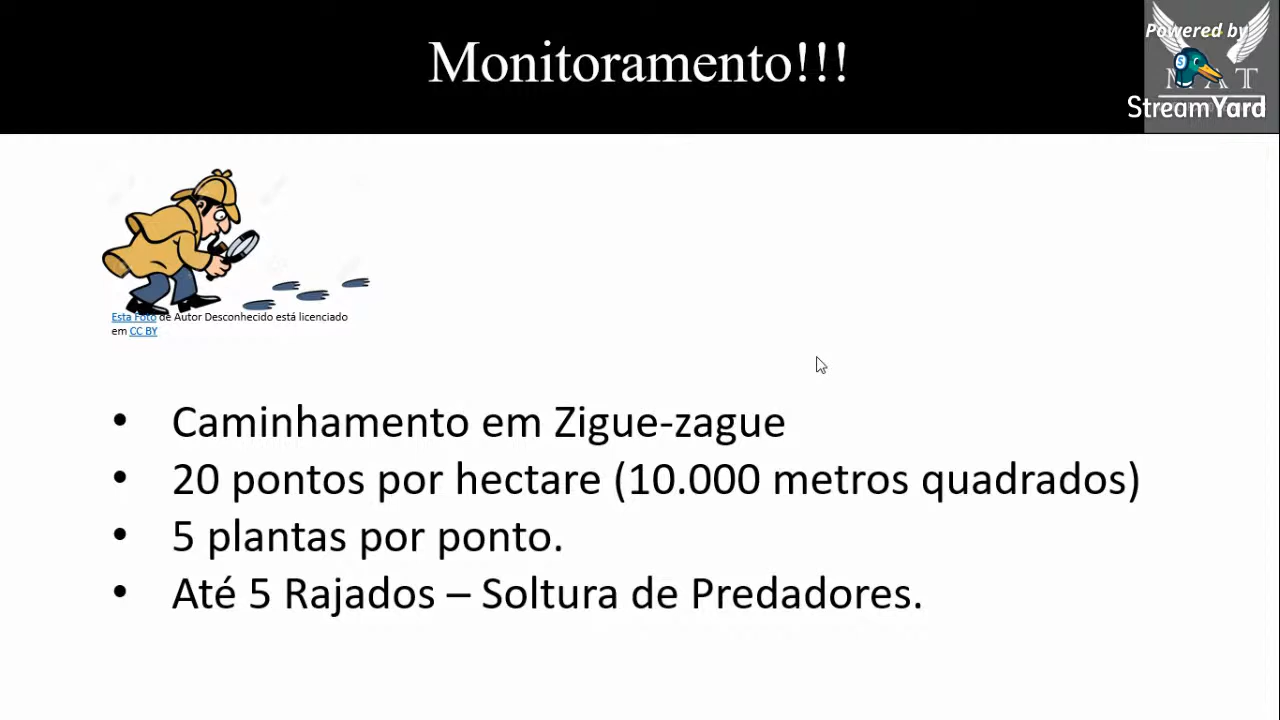 Monitoramento!!!
Powered by
StreamYard
Esta Foto de Autor Desconhecido está licenciado
em CC BY
• Caminhamento em Zigue-zague
• 20 pontos por hectare (10.000 metros quadrados)
• 5 plantas por ponto.
• Até 5 Rajados – Soltura de Predadores.